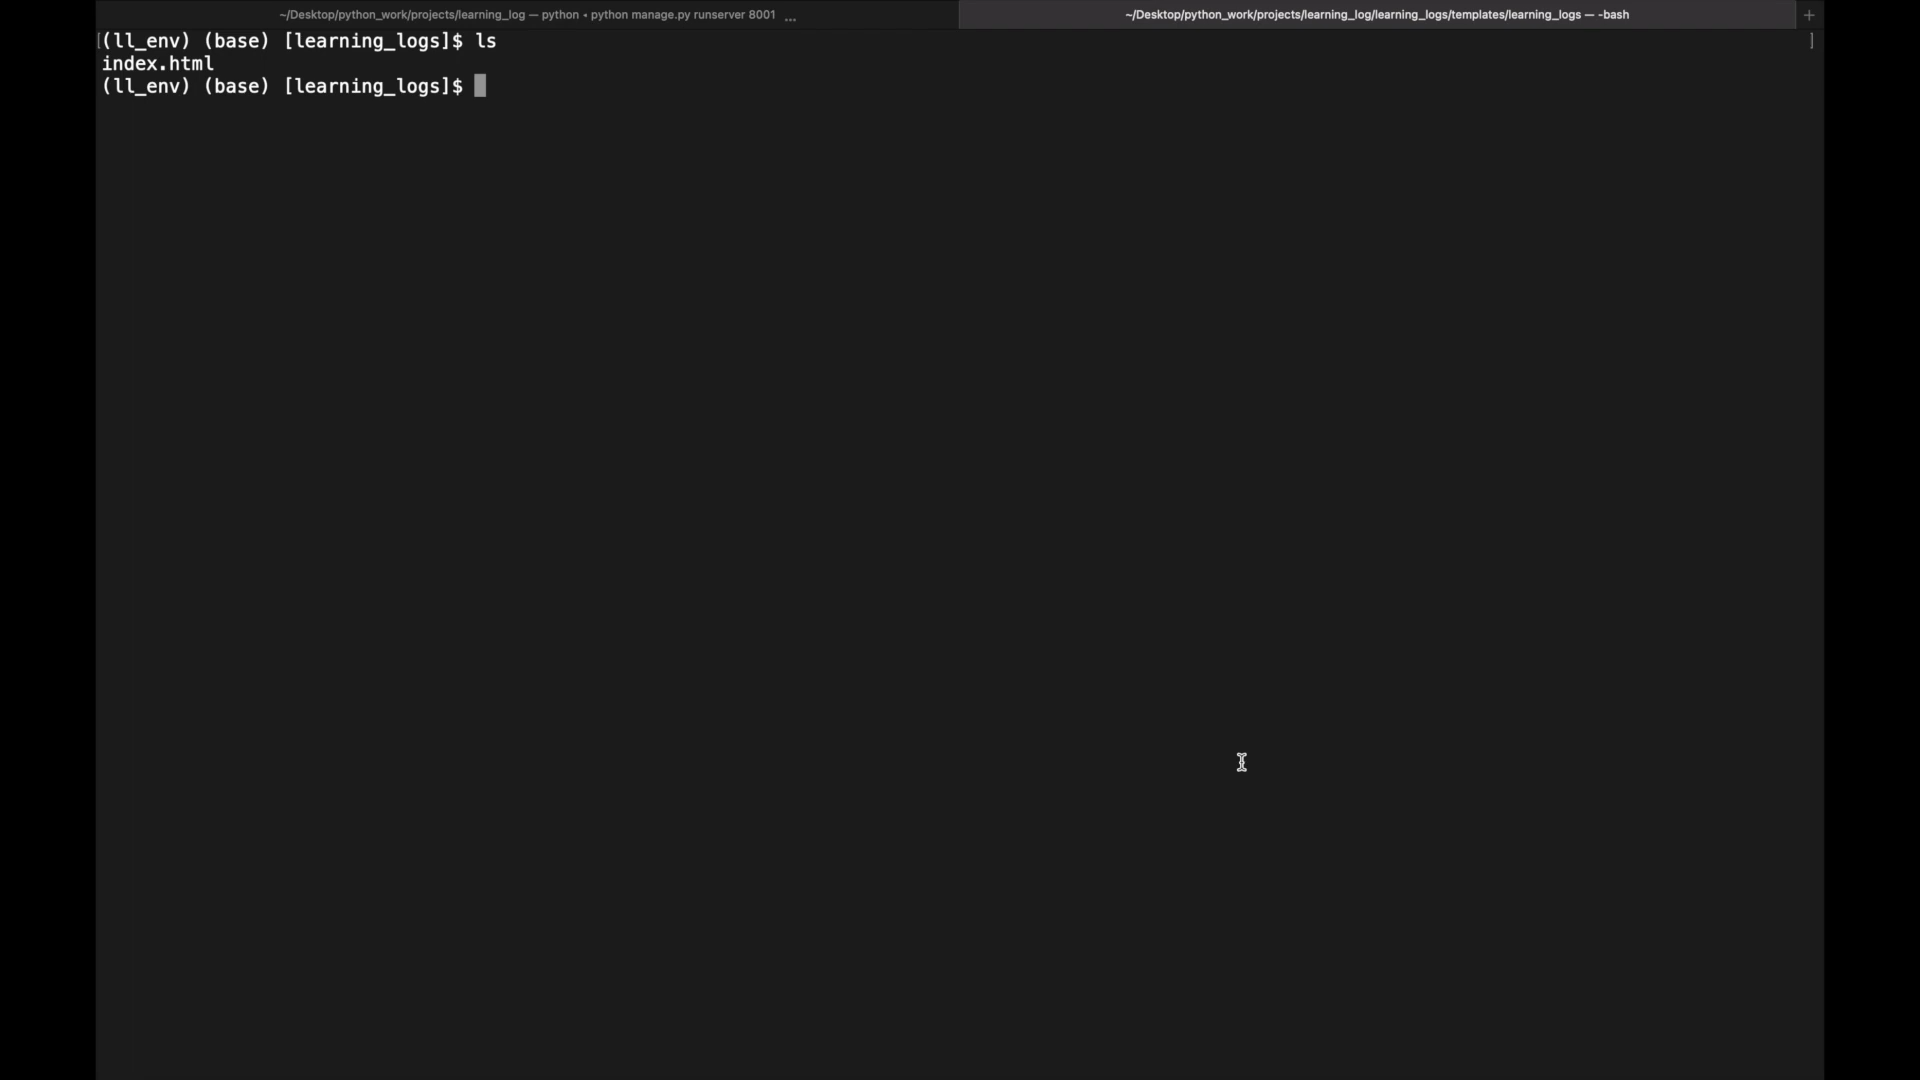 ~/Desktop/python_work/projects/learning_log — python ◂ python manage.py runserver 8001 ...
~/Desktop/python_work/projects/learning_log/learning_logs/templates/learning_logs — -bash +
[(ll_env) (base) [learning_logs]$ ls ]
index.html
(ll_env) (base) [learning_logs]$